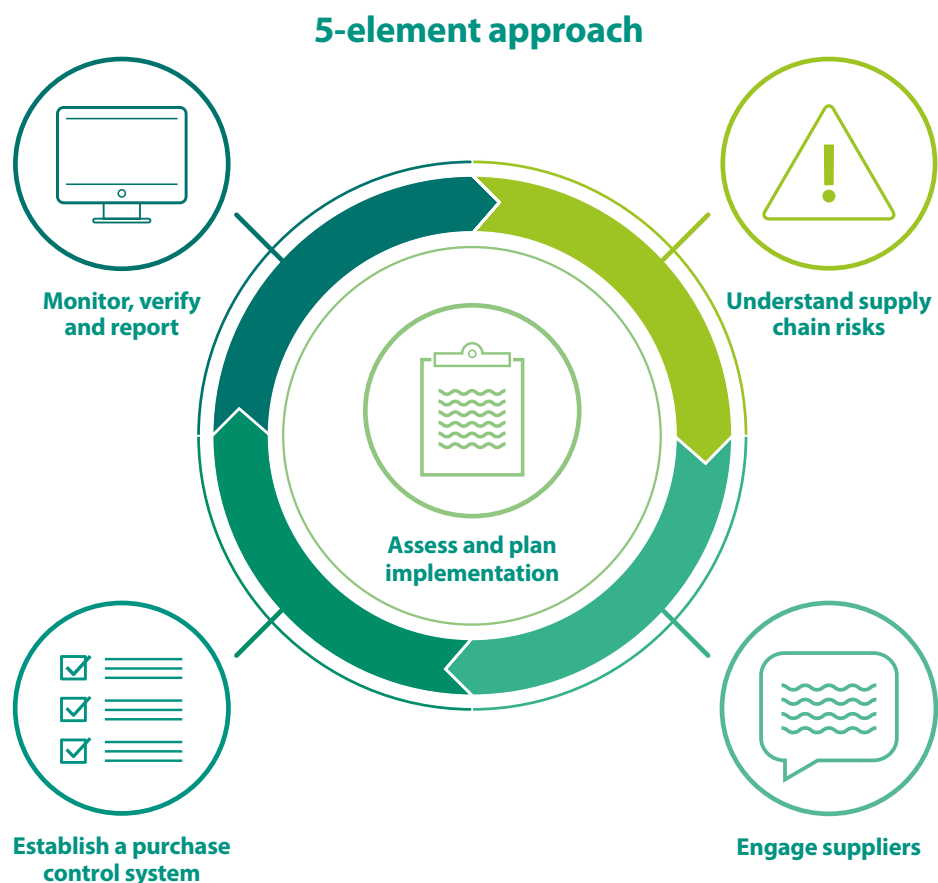 5-element approach
Monitor, verify
and report
Understand supply
chain risks
Assess and plan
implementation
Establish a purchase
control system
Engage suppliers